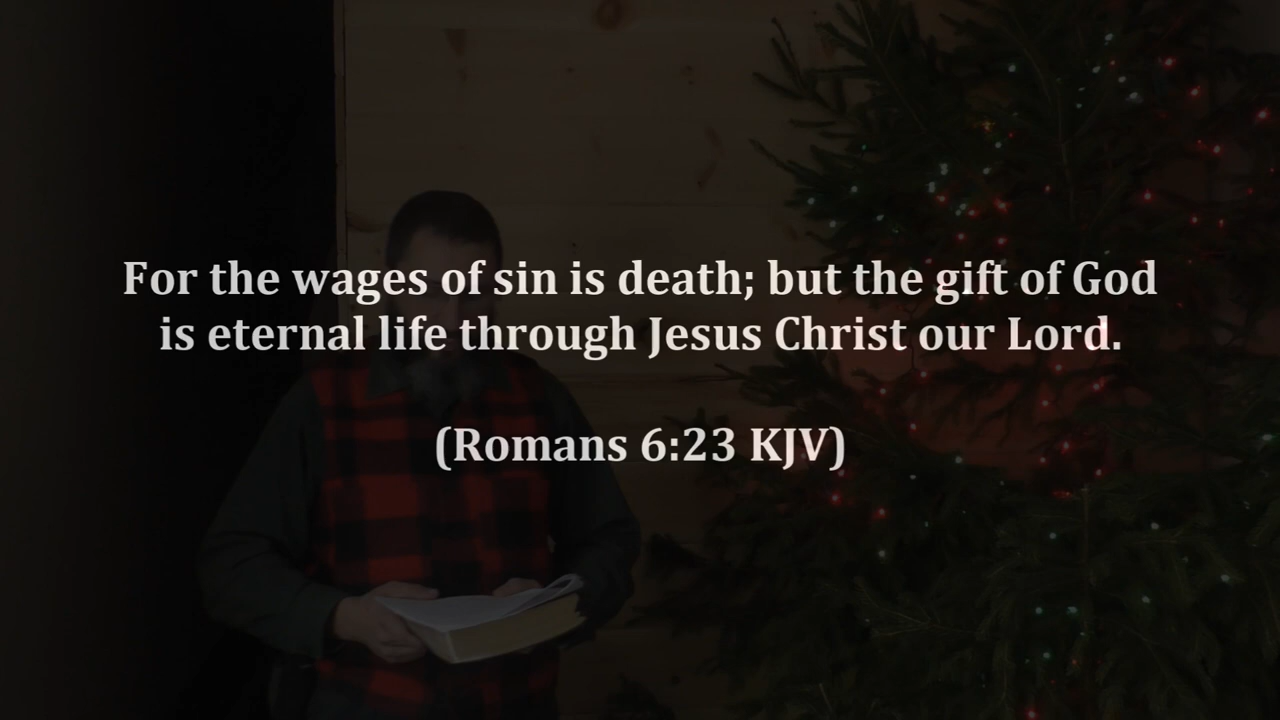 For the wages of sin is death; but the gift of God
is eternal life through Jesus Christ our Lord.
(Romans 6:23 KJV)